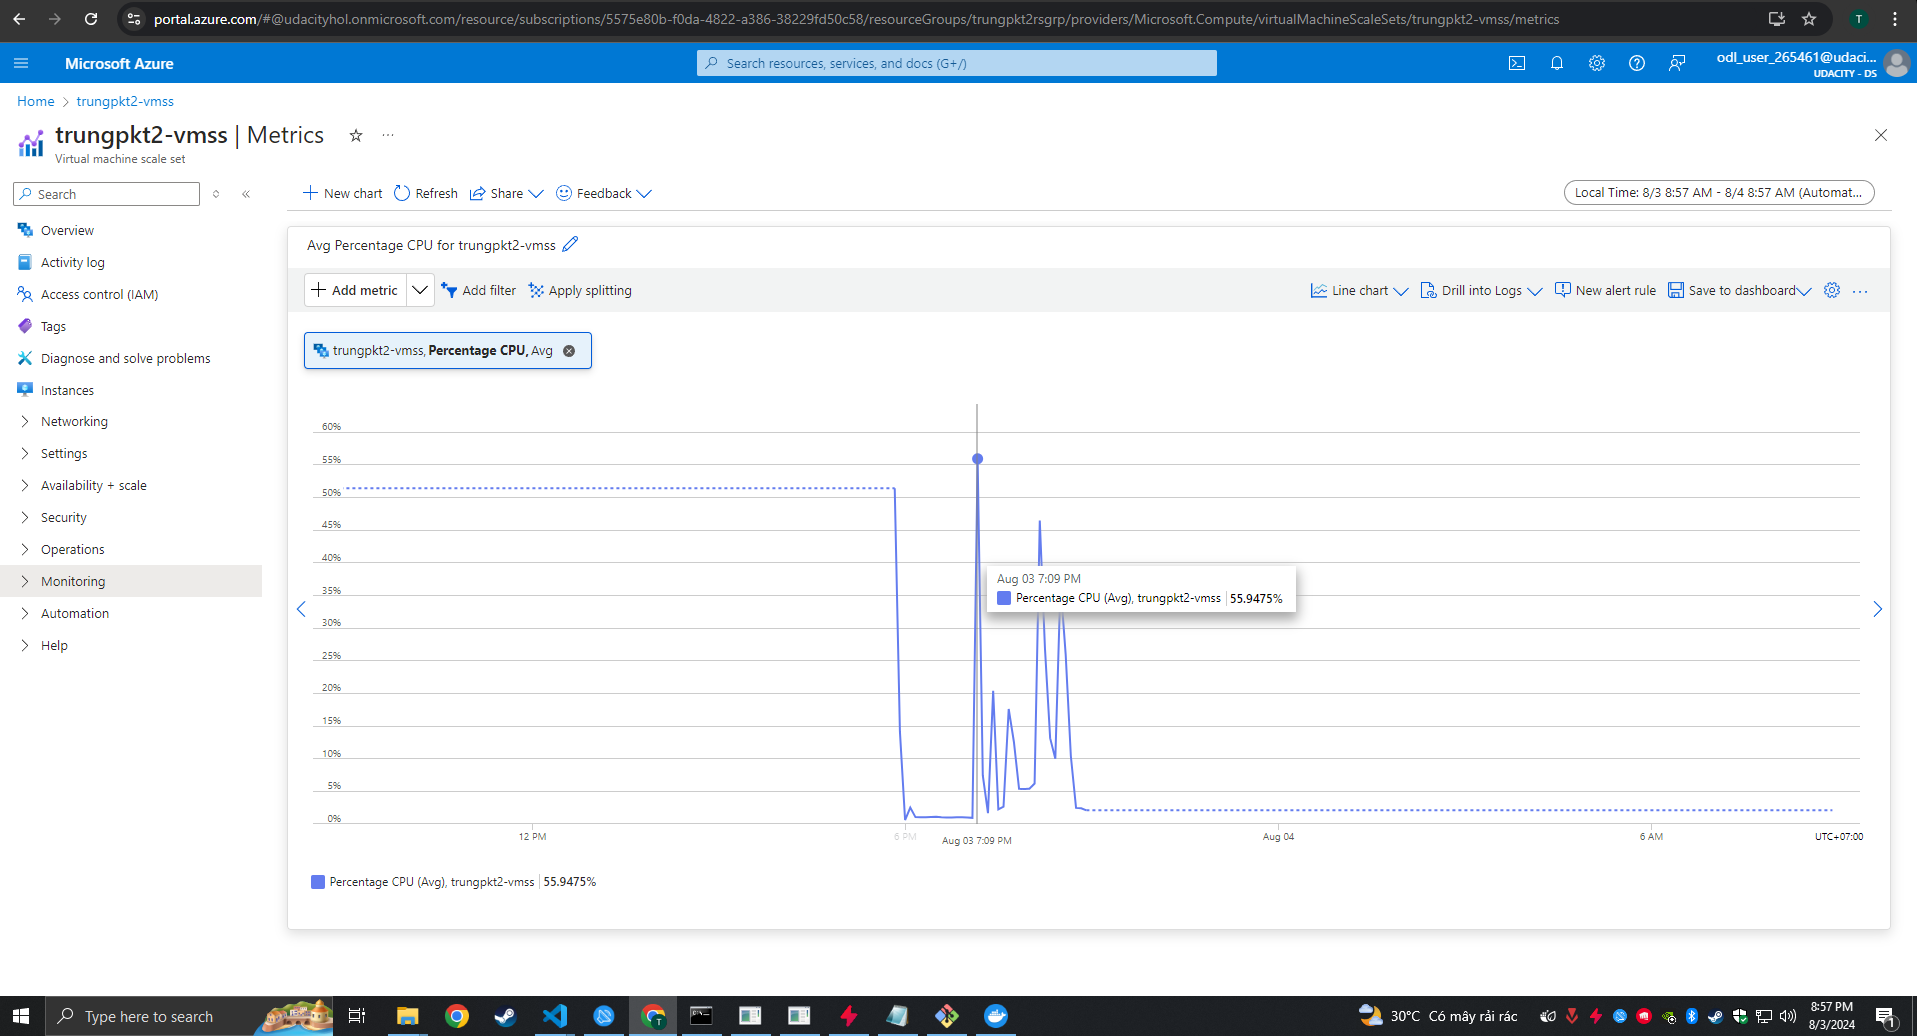 portal.azure.com/#@udacityhol.onmicrosoft.com/resource/subscriptions/5575e80b-f0da-4822-a386-38229fd50c58/resourceGroups/trungpkt2rsgrp/providers/Microsoft.Compute/virtualMachineScaleSets/trungpkt2-vmss/metrics
T
Microsoft Azure
Search resources, services, and docs (G+/)
odl_user_265461@udaci...
UDACITY - DS
Home > trungpkt2-vmss
trungpkt2-vmss | Metrics
Virtual machine scale set
Search
New chart Refresh Share Feedback
Local Time: 8/3 8:57 AM - 8/4 8:57 AM (Automat...
Overview
Activity log
Access control (IAM)
Tags
Diagnose and solve problems
Instances
Networking
Settings
Availability + scale
Security
Operations
Monitoring
Automation
Help
Avg Percentage CPU for trungpkt2-vmss
Add metric Add filter Apply splitting
Line chart Drill into Logs New alert rule Save to dashboard
trungpkt2-vmss, Percentage CPU, Avg
60%
55%
50%
45%
40%
35%
30%
25%
20%
15%
10%
5%
0%
Aug 03 7:09 PM
Percentage CPU (Avg), trungpkt2-vmss | 55.9475%
12 PM
6 PM
Aug 03 7:09 PM
Aug 04
6 AM
UTC+07:00
Percentage CPU (Avg), trungpkt2-vmss | 55.9475%
Type here to search
T
30°C Có mây rải rác
8:57 PM
8/3/2024
1